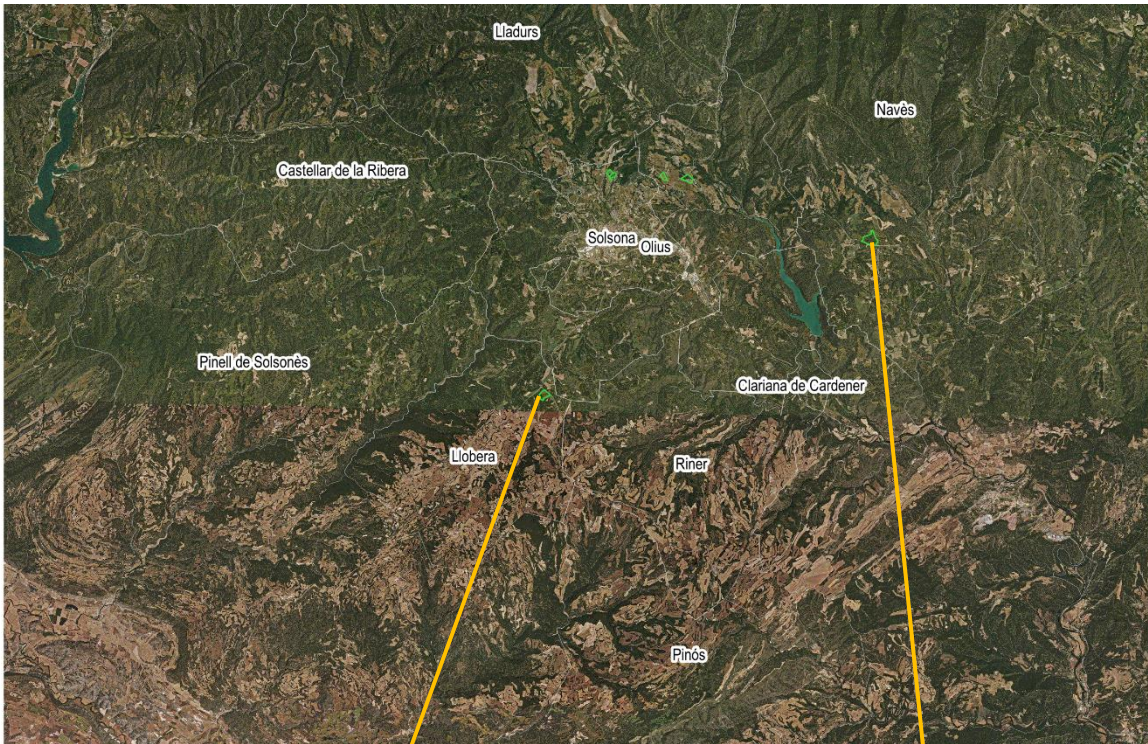 Lladurs
Navès
Castellar de la Ribera
Solsona
Olius
Pinell de Solsonès
Clariana de Cardener
Llobera
Riner
Pinós